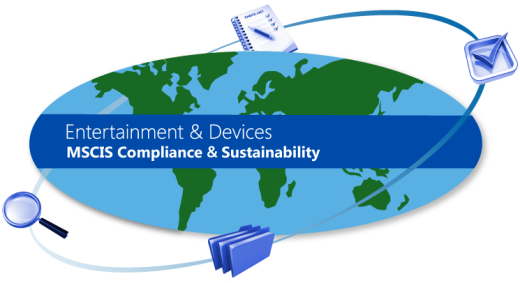 Entertainment & Devices
MSCIS Compliance & Sustainability